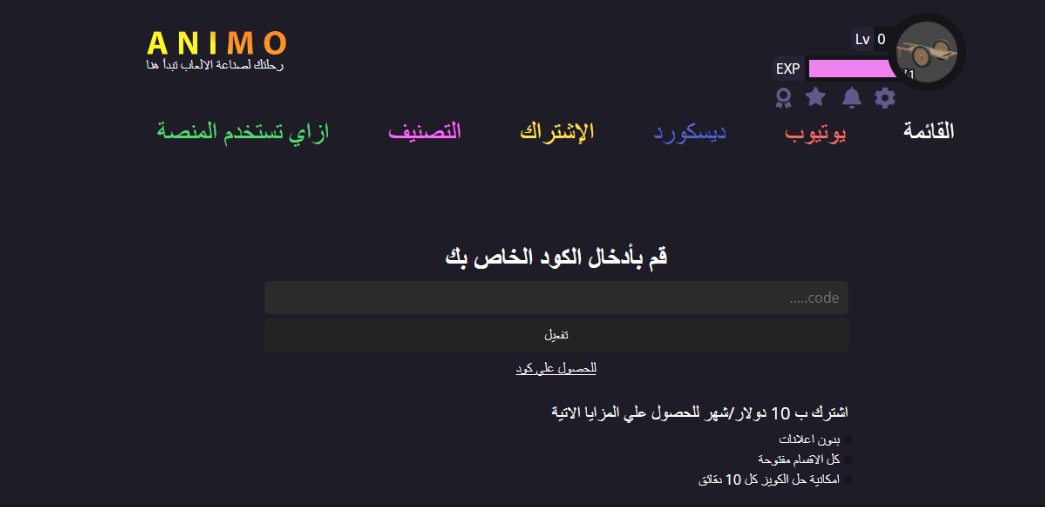 ANIMO
رحلتك لصناعة الالعاب تبدأ هنا
Lv 0
EXP
/1
القائمة يوتيوب ديسكورد الإشتراك التصنيف ازاي تستخدم المنصة
قم بأدخال الكود الخاص بك
code.....
تفعيل
للحصول علي كود
اشترك ب 10 دولار/شهر للحصول علي المزايا الاتية
بدون اعلانات
كل الاقسام مفتوحة
امكانية حل الكويز كل 10 دقائق